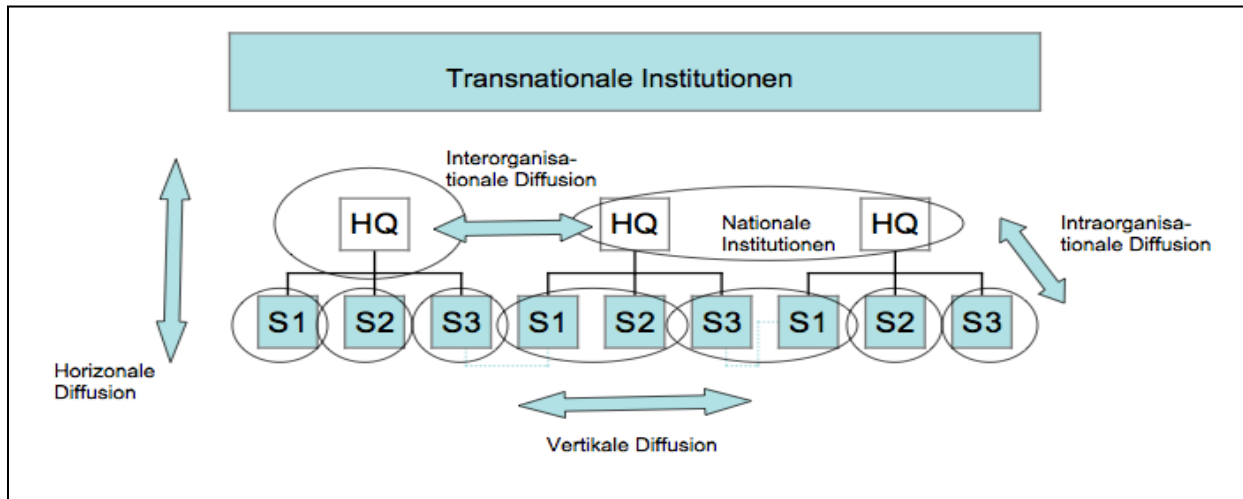 Transnationale Institutionen
Interorganisa-
tionale Diffusion
HQ
HQ
Nationale
Institutionen
HQ
Intraorganisa-
tionale Diffusion
S1
S2
S3
S1
S2
S3
S1
S2
S3
Horizonale
Diffusion
Vertikale Diffusion